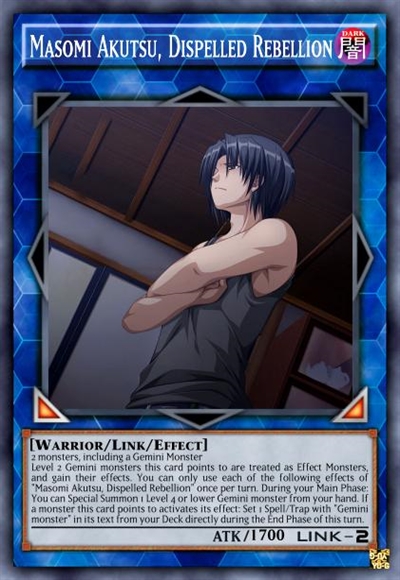 Masomi Akutsu, Dispelled Rebellion
DARK
闇
[Warrior/Link/Effect]
2 monsters, including a Gemini Monster
Level 2 Gemini monsters this card points to are treated as Effect Monsters,
and gain their effects. You can only use each of the following effects of
"Masomi Akutsu, Dispelled Rebellion" once per turn. During your Main Phase:
You can Special Summon 1 Level 4 or lower Gemini monster from your hand. If
a monster this card points to activates its effect: Set 1 Spell/Trap with "Gemini
monster" in its text from your Deck directly during the End Phase of this turn.
ATK/1700 LINK-2